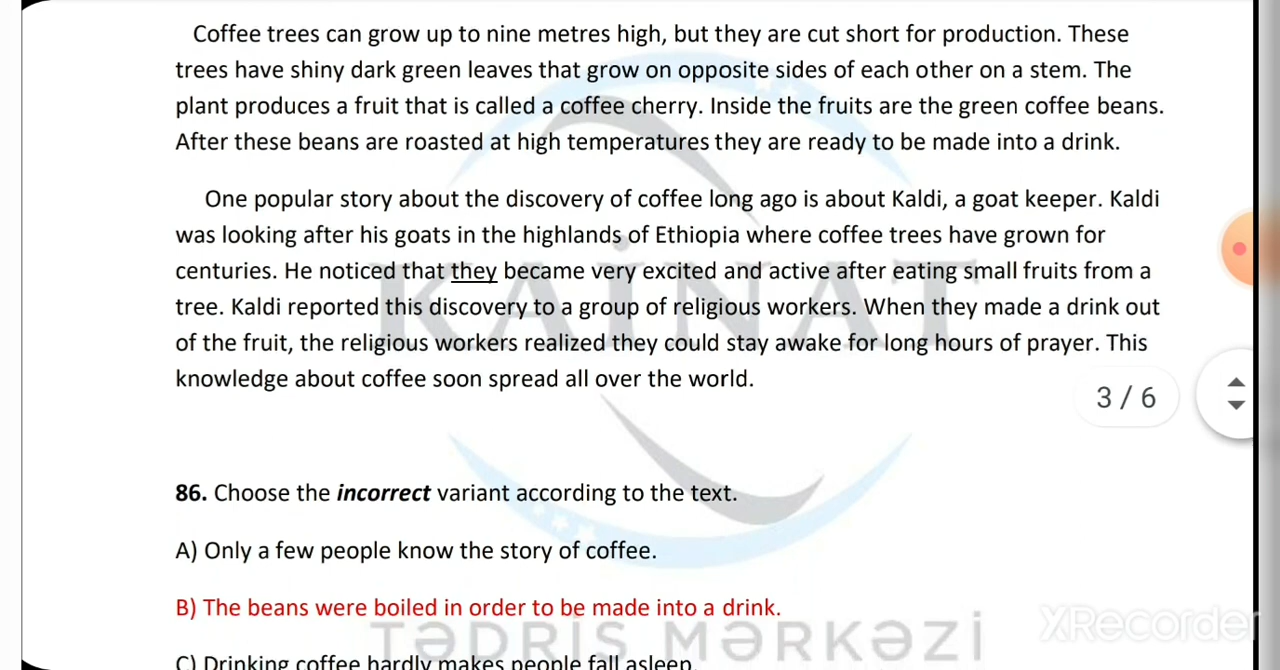 Coffee trees can grow up to nine metres high, but they are cut short for production. These
trees have shiny dark green leaves that grow on opposite sides of each other on a stem. The
plant produces a fruit that is called a coffee cherry. Inside the fruits are the green coffee beans.
After these beans are roasted at high temperatures they are ready to be made into a drink.
One popular story about the discovery of coffee long ago is about Kaldi, a goat keeper. Kaldi
was looking after his goats in the highlands of Ethiopia where coffee trees have grown for
centuries. He noticed that they became very excited and active after eating small fruits from a
tree. Kaldi reported this discovery to a group of religious workers. When they made a drink out
of the fruit, the religious workers realized they could stay awake for long hours of prayer. This
knowledge about coffee soon spread all over the world.
KAİNAT
3 / 6
86. Choose the incorrect variant according to the text.
A) Only a few people know the story of coffee.
B) The beans were boiled in order to be made into a drink.
TƏDRİS MƏRKƏZİ
XRecorder
C) Drinking coffee hardly makes people fall asleep.